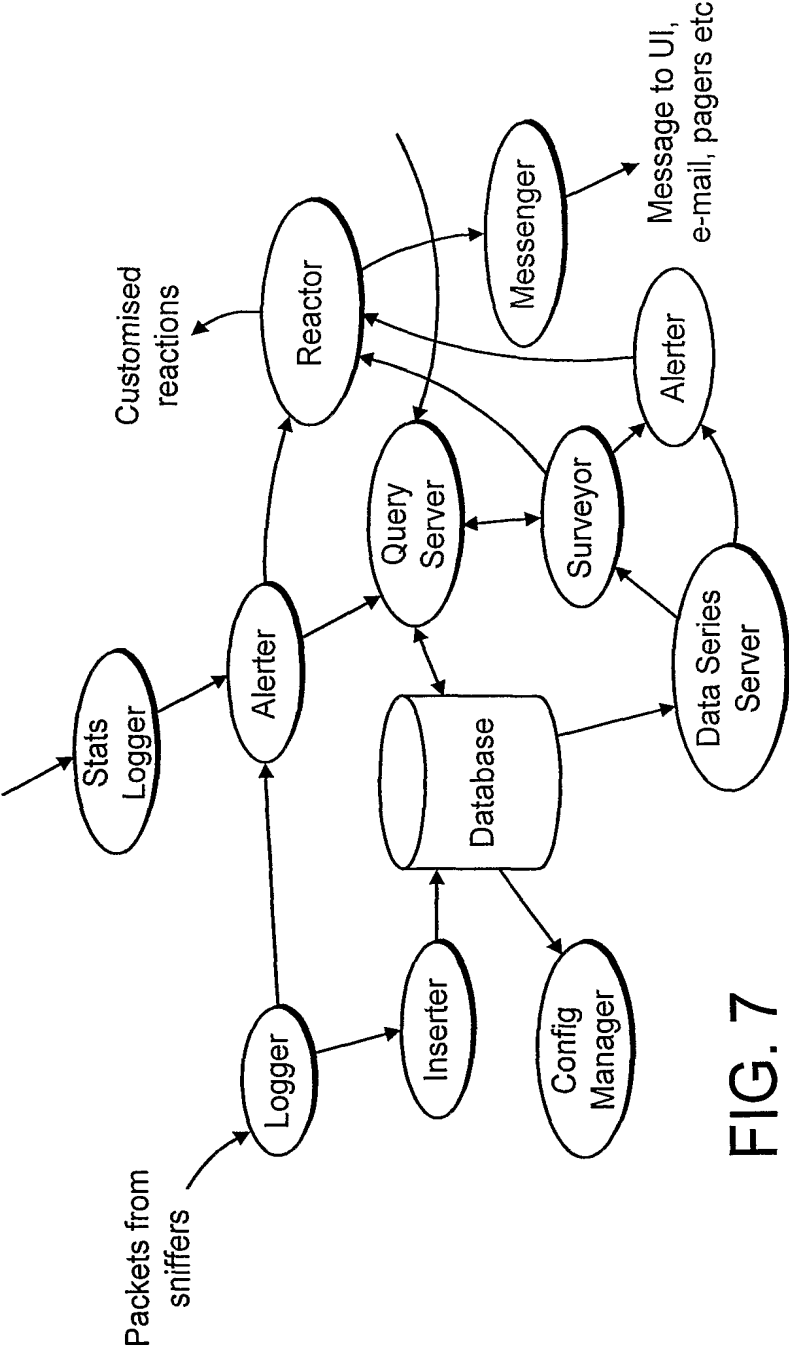 Packets from
sniffers
Logger
Inserter
Config
Manager
Stats
Logger
Alerter
Database
Query
Server
Customised
reactions
Reactor
Surveyor
Data Series
Server
Alerter
Messenger
Message to UI,
e-mail, pagers etc
FIG. 7